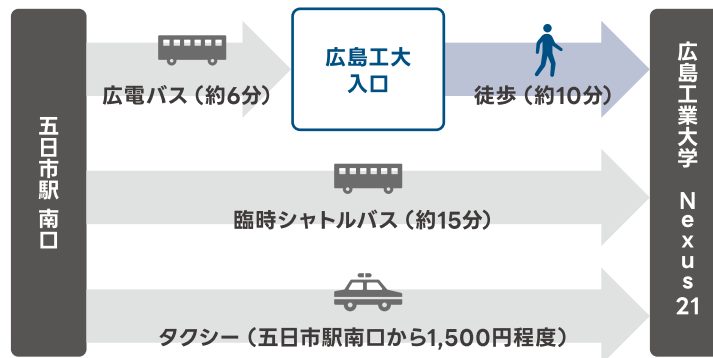 五日市駅 南口
広電バス（約6分）
広島工大
入口
徒歩（約10分）
臨時シャトルバス（約15分）
タクシー（五日市駅南口から1,500円程度）
広島工業大学 Nexus 21